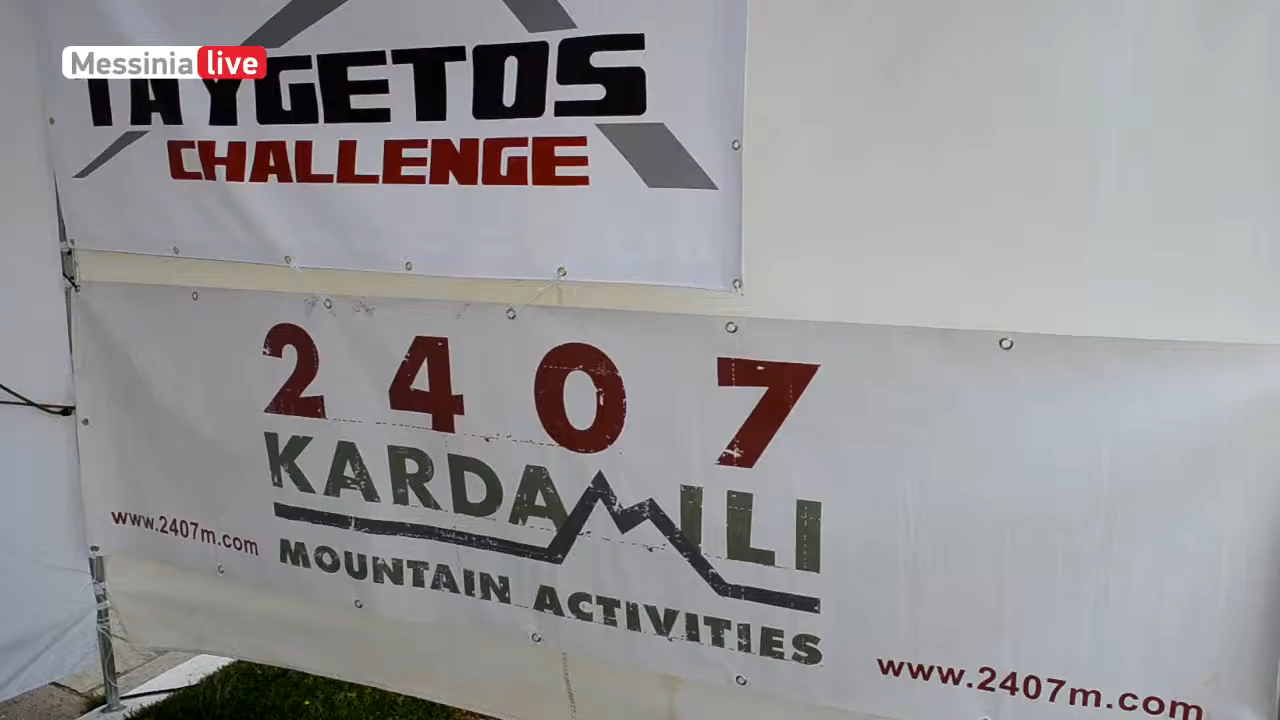 Messinia live
TAYGETOS
CHALLENGE
2407
KARDAMILI
www.2407m.com
MOUNTAIN ACTIVITIES
www.2407m.com